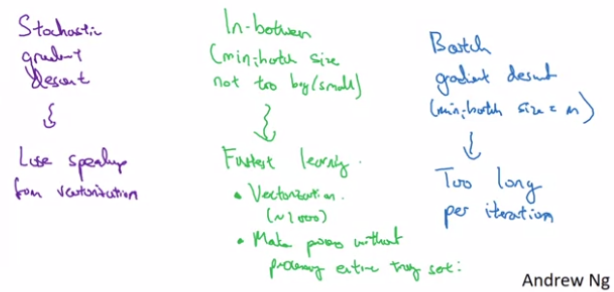 Stochastic
gradient
descent
Lose speedup
from vectorization
In-between
(mini-batch size
not too big/small)
Fastest learning.
• Vectorization.
(~1000)
• Make progress without
processing entire training set.
Batch
gradient descent
(mini-batch size = m)
Too long
per iteration
Andrew Ng